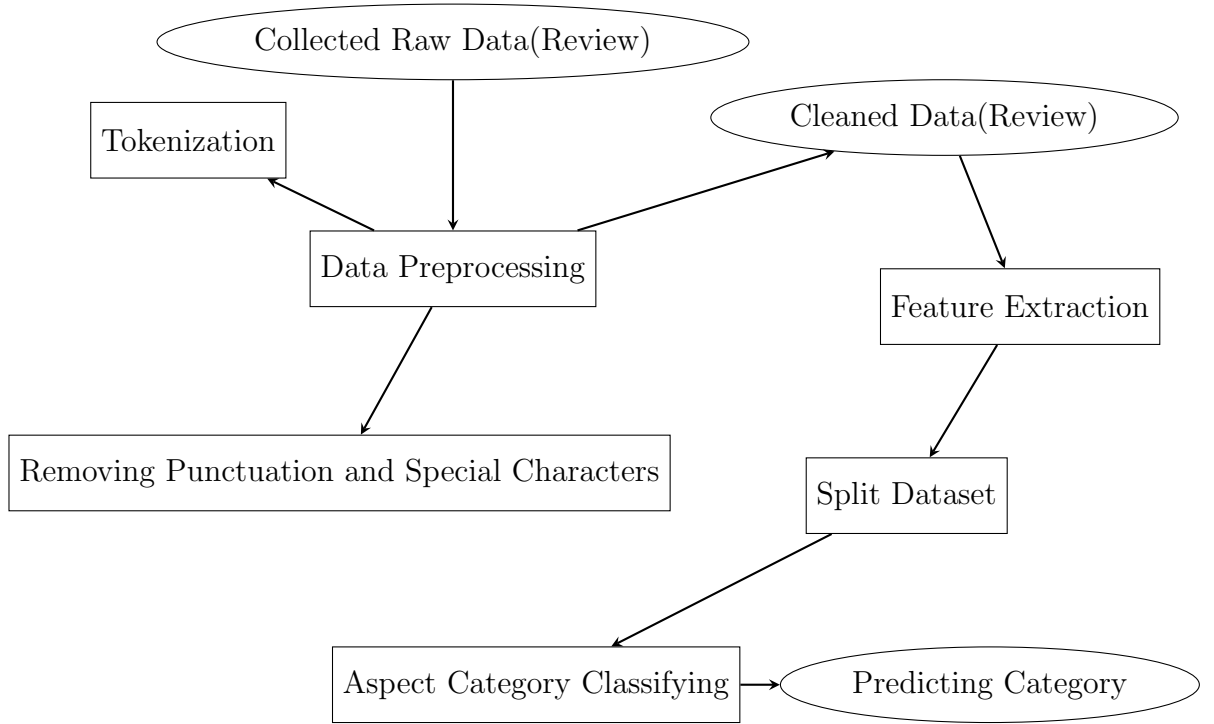 Collected Raw Data(Review)
Cleaned Data(Review)
Tokenization
Data Preprocessing
Feature Extraction
Removing Punctuation and Special Characters
Split Dataset
Aspect Category Classifying
Predicting Category